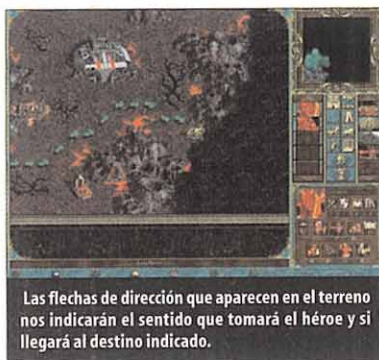 Las flechas de dirección que aparecen en el terreno
nos indicarán el sentido que tomará el héroe y si
llegará al destino indicado.